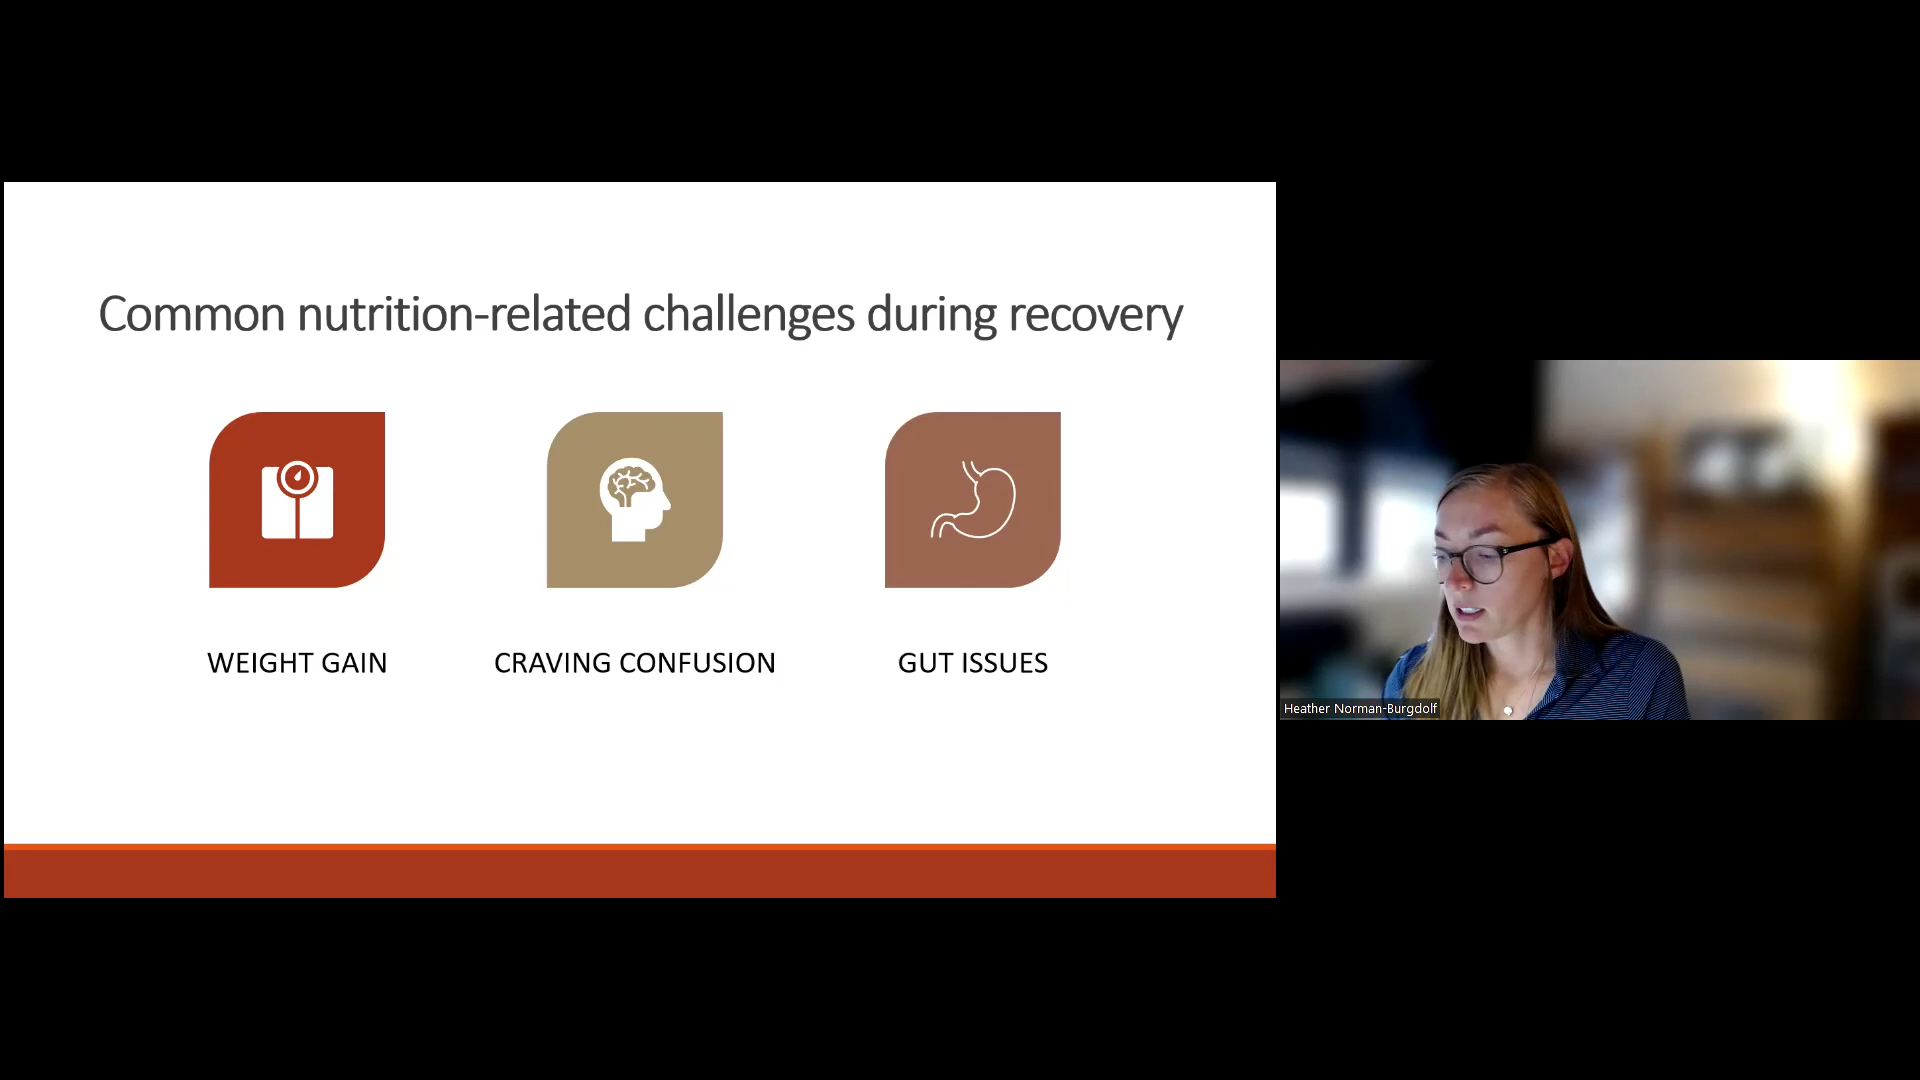 Common nutrition-related challenges during recovery
WEIGHT GAIN
CRAVING CONFUSION
GUT ISSUES
Heather Norman-Burgdolf